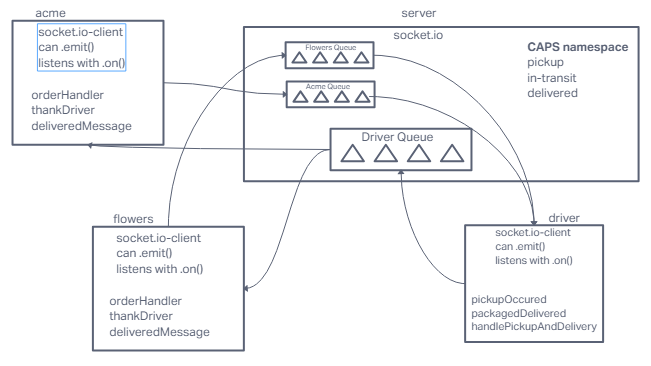 acme
socket.io-client
can .emit()
listens with .on()
orderHandler
thankDriver
deliveredMessage
server
socket.io
Flowers Queue
Acme Queue
Driver Queue
CAPS namespace
pickup
in-transit
delivered
flowers
socket.io-client
can .emit()
listens with .on()
orderHandler
thankDriver
deliveredMessage
driver
socket.io-client
can .emit()
listens with .on()
pickupOccured
packagedDelivered
handlePickupAndDelivery